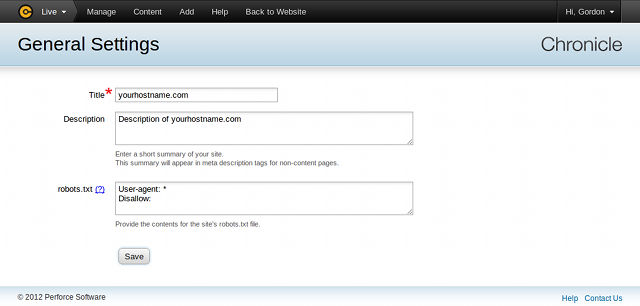 Live Manage Content Add Help Back to Website Hi, Gordon
General Settings Chronicle
Title* yourhostname.com
Description Description of yourhostname.com
Enter a short summary of your site.
This summary will appear in meta description tags for non-content pages.
robots.txt (?) User-agent: *
Disallow:
Provide the contents for the site's robots.txt file.
Save
© 2012 Perforce Software Help Contact Us